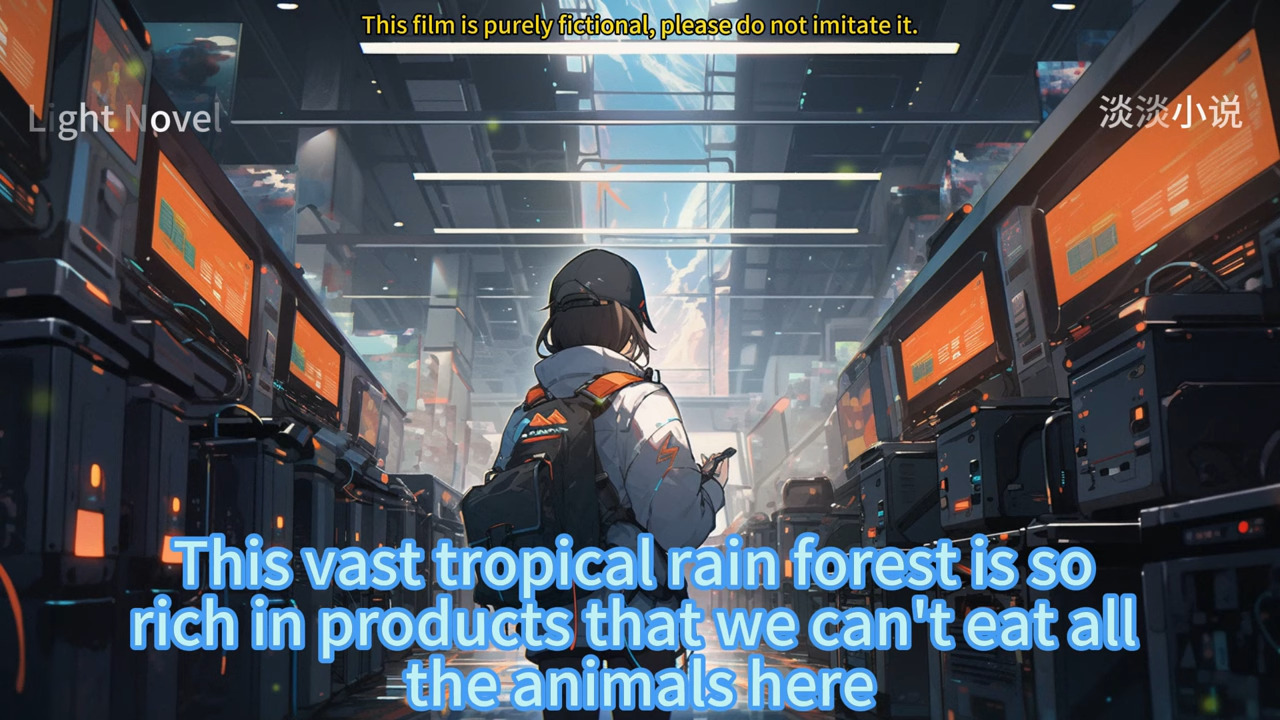 This film is purely fictional, please do not imitate it.
Light Novel
淡淡小说
This vast tropical rain forest is so
rich in products that we can't eat all
the animals here